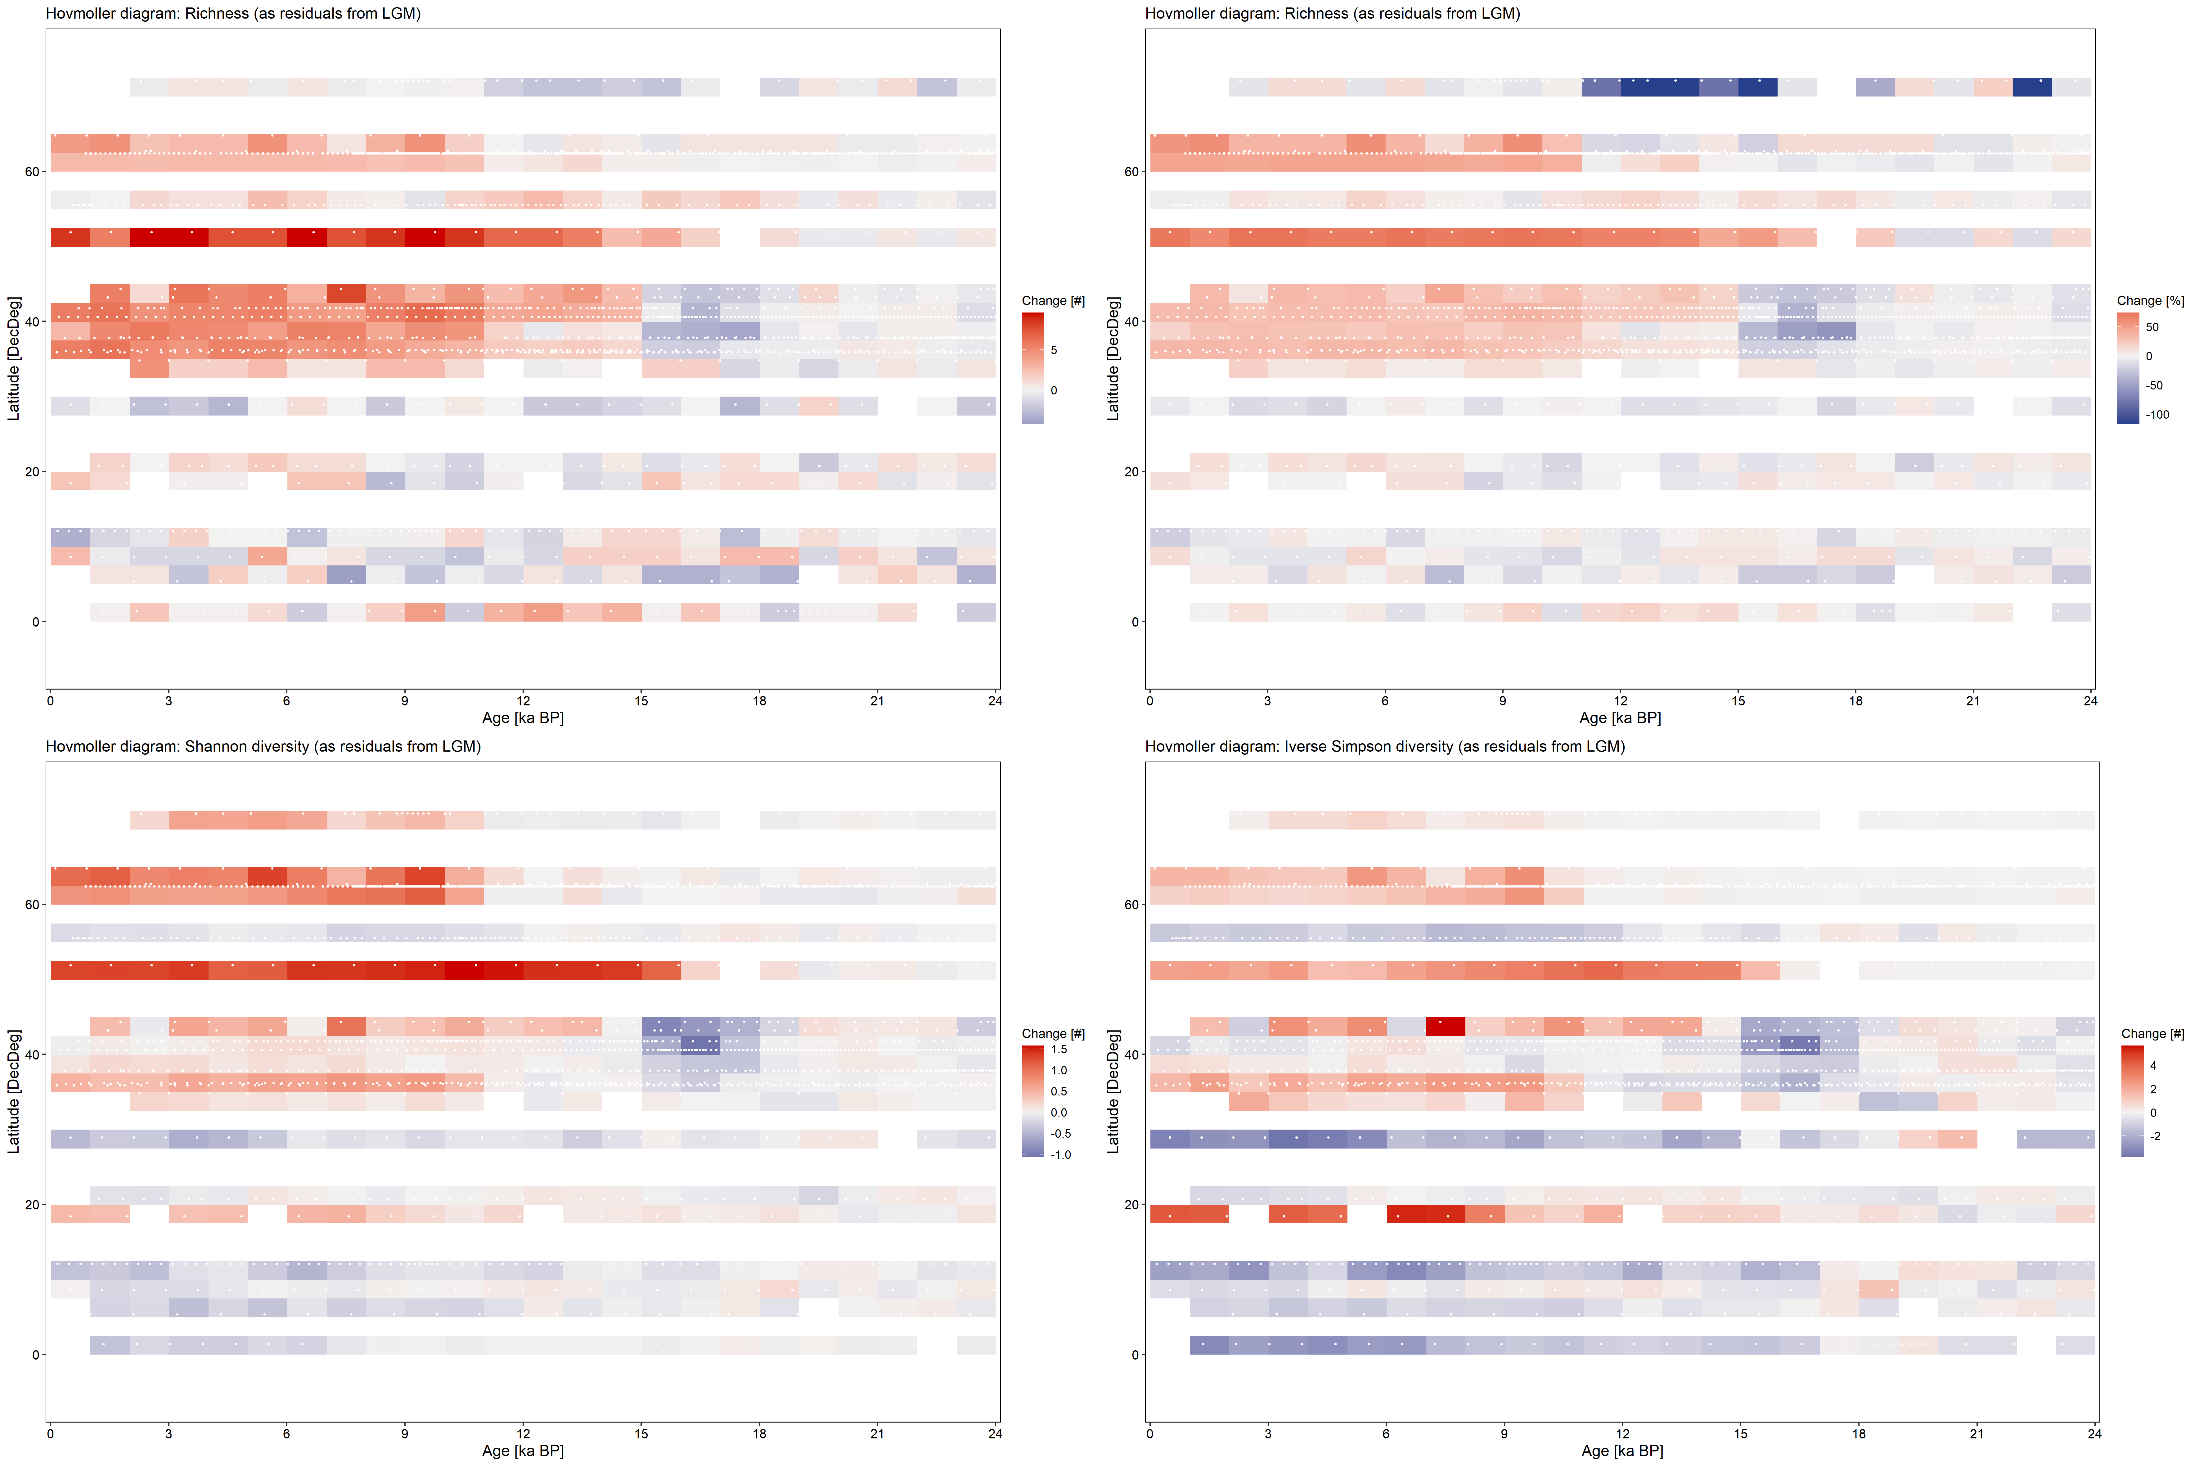 Hovmoller diagram: Richness (as residuals from LGM)
Latitude [DecDeg]
60
40
20
0
0 3 6 9 12 15 18 21 24
Age [ka BP]
Change [#]
5
0
Hovmoller diagram: Richness (as residuals from LGM)
Latitude [DecDeg]
60
40
20
0
0 3 6 9 12 15 18 21 24
Age [ka BP]
Change [%]
50
0
-50
-100
Hovmoller diagram: Shannon diversity (as residuals from LGM)
Latitude [DecDeg]
60
40
20
0
0 3 6 9 12 15 18 21 24
Age [ka BP]
Change [#]
1.5
1.0
0.5
0.0
-0.5
-1.0
Hovmoller diagram: Iverse Simpson diversity (as residuals from LGM)
Latitude [DecDeg]
60
40
20
0
0 3 6 9 12 15 18 21 24
Age [ka BP]
Change [#]
4
2
0
-2